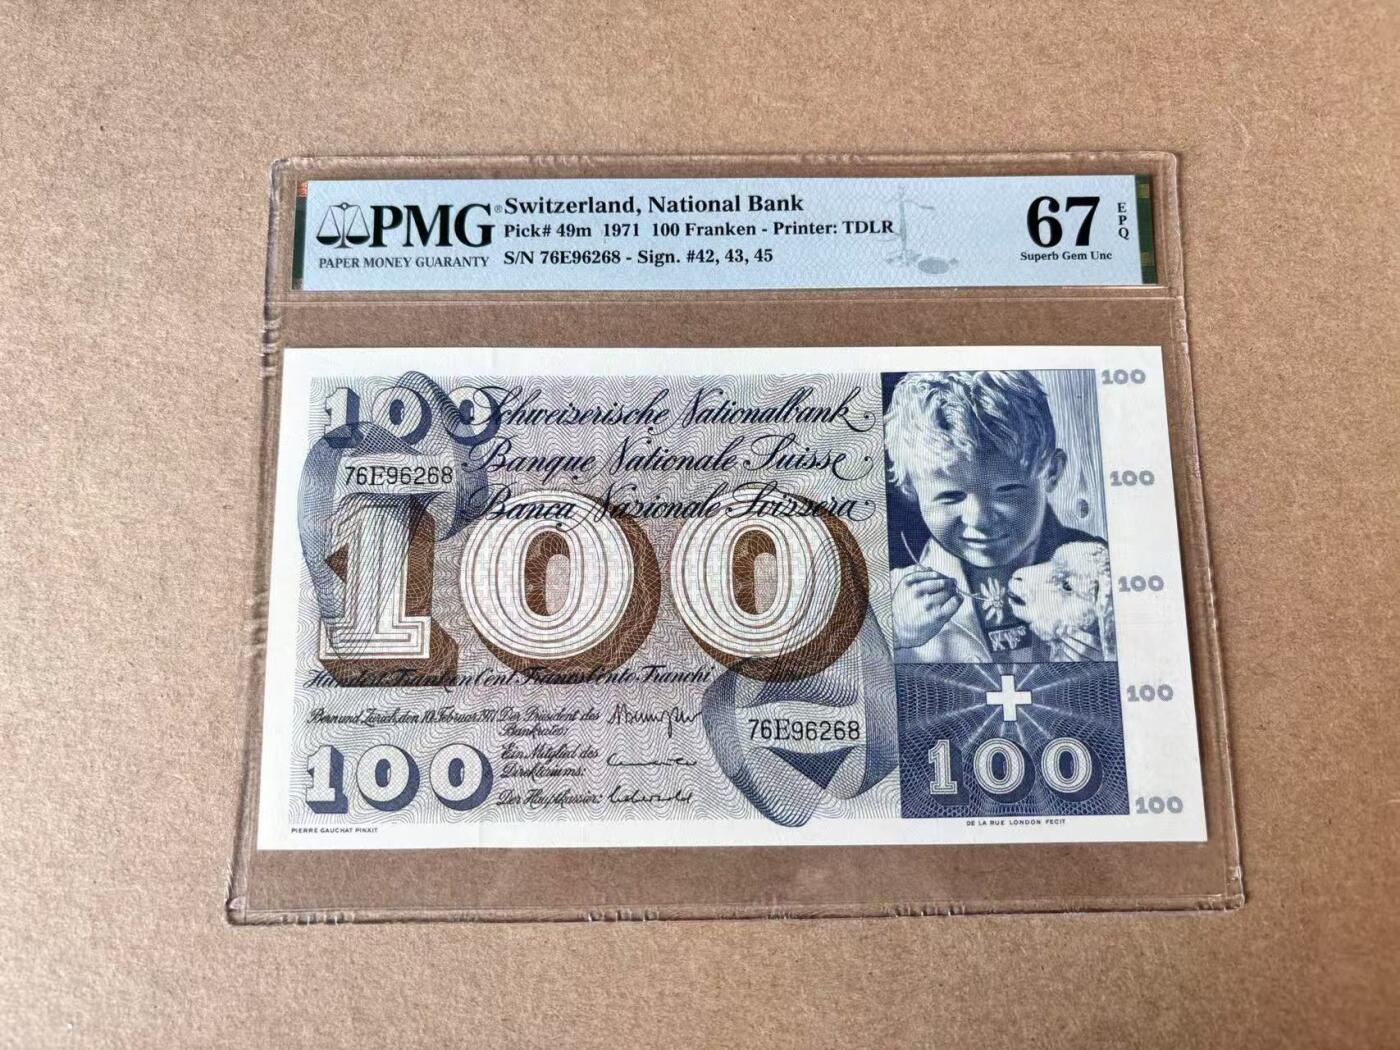 PMG®
PAPER MONEY GUARANTY
Switzerland, National Bank
Pick# 49m 1971 100 Franken - Printer: TDLR
S/N 76E96268 - Sign. #42, 43, 45
67
EPQ
Superb Gem Unc
100
Schweizerische Nationalbank
Banque Nationale Suisse
Banca Nazionale Svizzera
76E96268
100
Hundert Franken Cent Francs Cento Franchi
Bern und Zürich, den 10. Februar 1971
Der Präsident des
Bankrates:
Ein Mitglied des
Direktoriums:
Der Hauptkassier:
76E96268
100
100
100
100
100
100
100
100
PIERRE GAUCHAT PINXIT
DE LA RUE LONDON FECIT